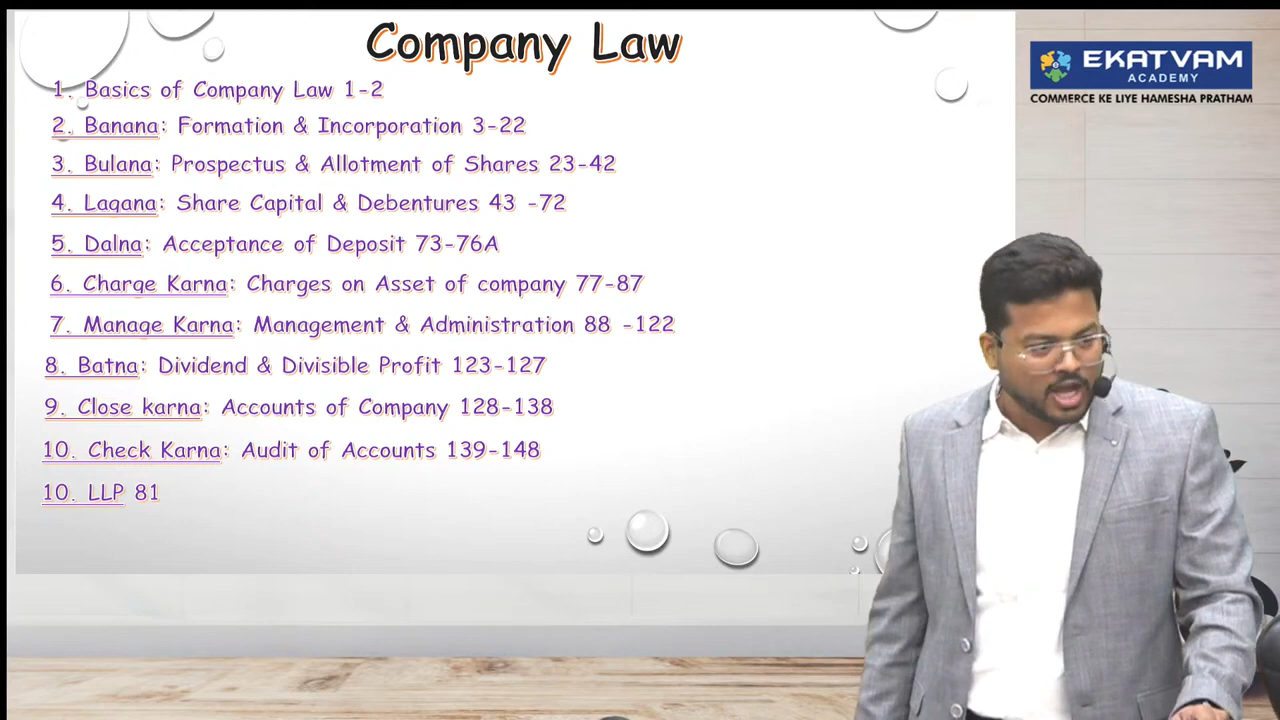 Company Law
1. Basics of Company Law 1-2
2. Banana: Formation & Incorporation 3-22
3. Bulana: Prospectus & Allotment of Shares 23-42
4. Lagana: Share Capital & Debentures 43 -72
5. Dalna: Acceptance of Deposit 73-76A
6. Charge Karna: Charges on Asset of company 77-87
7. Manage Karna: Management & Administration 88 -122
8. Batna: Dividend & Divisible Profit 123-127
9. Close karna: Accounts of Company 128-138
10. Check Karna: Audit of Accounts 139-148
10. LLP 81
EKATVAM
ACADEMY
COMMERCE KE LIYE HAMESHA PRATHAM